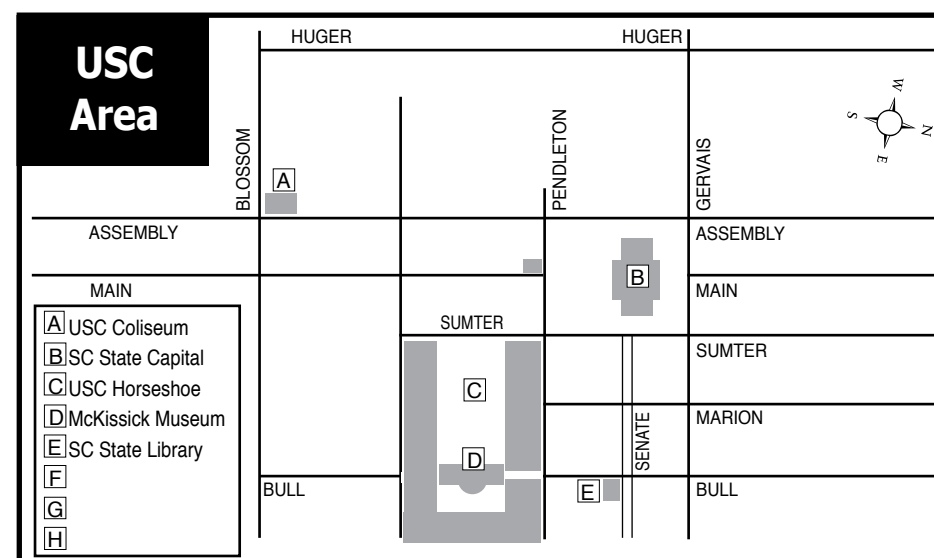 USC
Area
HUGER
HUGER
W
N
S
E
BLOSSOM
PENDLETON
GERVAIS
A
ASSEMBLY
ASSEMBLY
B
MAIN
MAIN
SUMTER
SUMTER
C
MARION
SENATE
D
BULL
E
BULL
A USC Coliseum
B SC State Capital
C USC Horseshoe
D McKissick Museum
E SC State Library
F
G
H